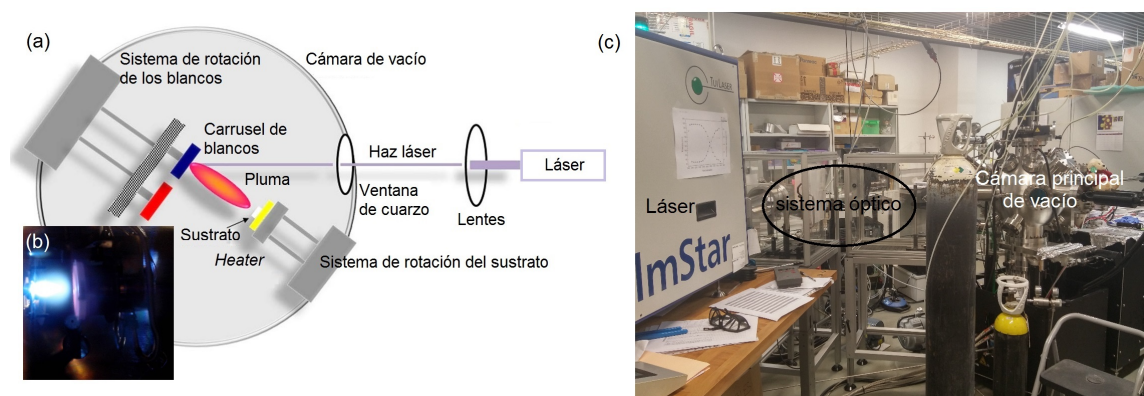 (a)
Sistema de rotación
de los blancos
Cámara de vacío
Carrusel de
blancos
Haz láser
Láser
Pluma
Ventana
de cuarzo
Lentes
Sustrato
Heater
Sistema de rotación del sustrato
(b)
(c)
TuiLaser
Láser
sistema óptico
Cámara principal
de vacío
lmStar